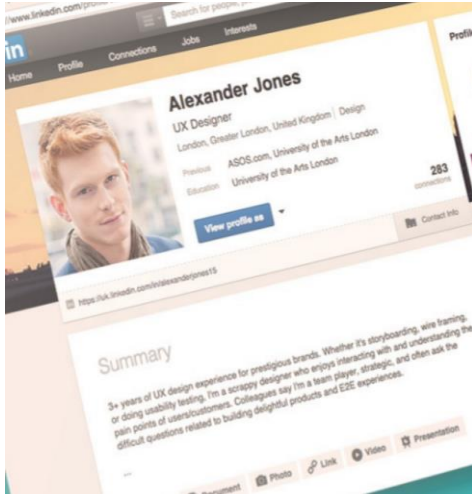 www.linkedin.com/profile
in
Search for people, jo
Home Profile Connections Jobs Interests
Alexander Jones
UX Designer
London, Greater London, United Kingdom | Design
Previous ASOS.com, University of the Arts London
Education University of the Arts London
View profile as
283
connections
Profile
Contact Info
https://uk.linkedin.com/in/alexanderjones15
Summary
3+ years of UX design experience for prestigious brands. Whether it's storyboarding, wire framing,
or doing usability testing, I'm a scrappy designer who enjoys interacting with and understanding the
pain points of users/customers. Colleagues say I'm a team player, strategic, and often ask the
difficult questions related to building delightful products and E2E experiences.
...
Document Photo Link Video Presentation